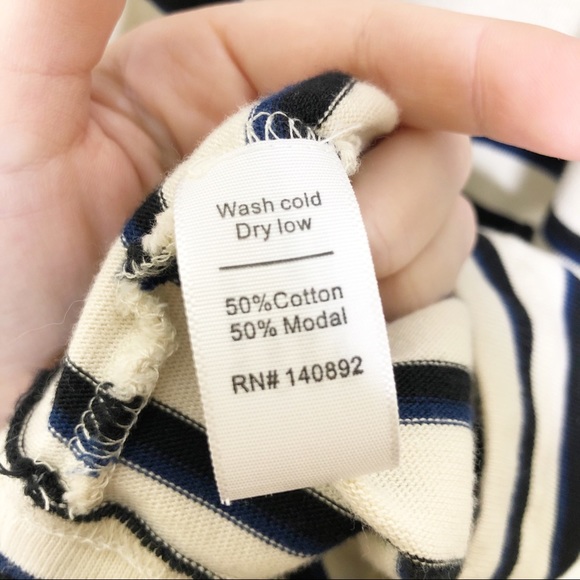 Wash cold
Dry low
50%Cotton
50% Modal
RN# 140892